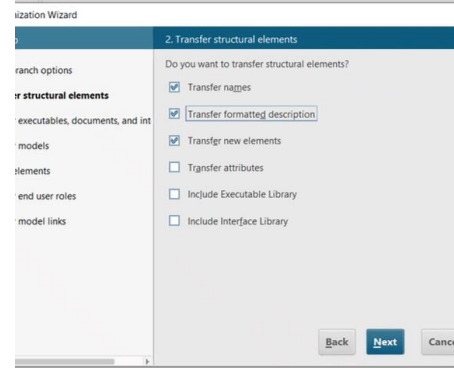 ization Wizard
2. Transfer structural elements
ranch options
er structural elements
executables, documents, and int
models
elements
end user roles
model links
Do you want to transfer structural elements?
Transfer names
Transfer formatted description
Transfer new elements
Transfer attributes
Include Executable Library
Include Interface Library
Back
Next
Cance